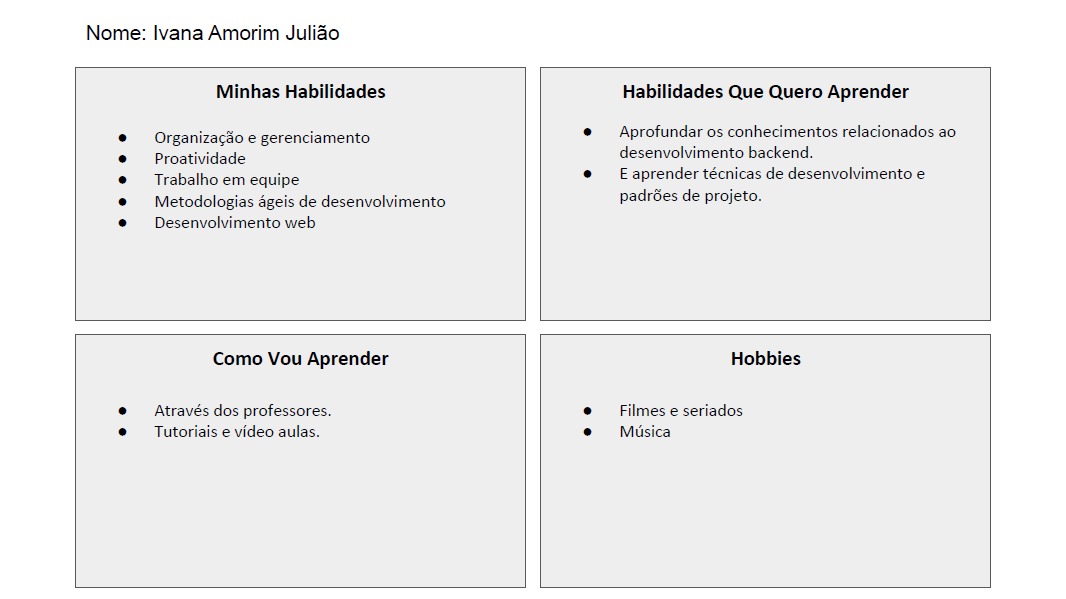 Nome: Ivana Amorim Julião
Minhas Habilidades
● Organização e gerenciamento
● Proatividade
● Trabalho em equipe
● Metodologias ágeis de desenvolvimento
● Desenvolvimento web
Habilidades Que Quero Aprender
● Aprofundar os conhecimentos relacionados ao
desenvolvimento backend.
● E aprender técnicas de desenvolvimento e
padrões de projeto.
Como Vou Aprender
● Através dos professores.
● Tutoriais e vídeo aulas.
Hobbies
● Filmes e seriados
● Música